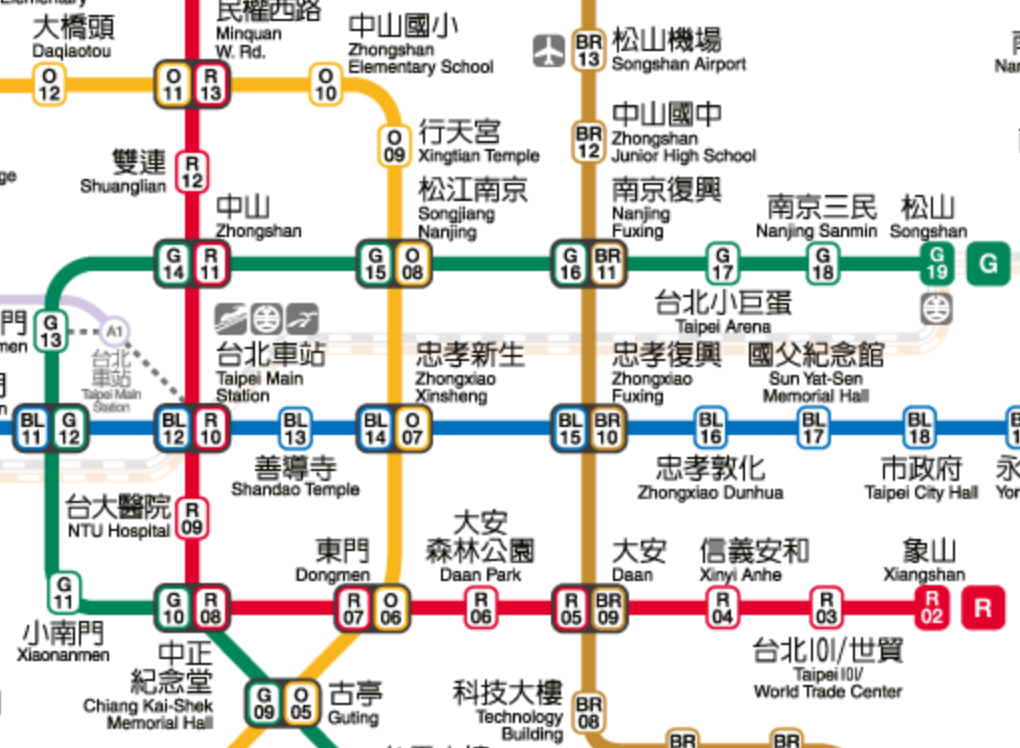 Elementary
大橋頭
Daqiaotou
民權西路
Minquan
W. Rd.
中山國小
Zhongshan
Elementary School
BR
13
松山機場
Songshan Airport
O
12
O
11
R
13
O
10
中山國中
Zhongshan
Junior High School
BR
12
O
09
行天宮
Xingtian Temple
雙連
Shuanglian
R
12
松江南京
Songjiang
Nanjing
南京復興
Nanjing
Fuxing
南京三民
Nanjing Sanmin
松山
Songshan
中山
Zhongshan
G
14
R
11
G
15
O
08
G
16
BR
11
G
17
G
18
G
19
G
台北小巨蛋
Taipei Arena
門
G
13
A1
台北
車站
Taipei Main
Station
台北車站
Taipei Main
Station
忠孝新生
Zhongxiao
Xinsheng
忠孝復興
Zhongxiao
Fuxing
國父紀念館
Sun Yat-Sen
Memorial Hall
BL
11
G
12
BL
12
R
10
BL
13
BL
14
O
07
BL
15
BR
10
BL
16
BL
17
BL
18
善導寺
Shandao Temple
忠孝敦化
Zhongxiao Dunhua
市政府
Taipei City Hall
永
台大醫院
NTU Hospital
R
09
東門
Dongmen
大安
森林公園
Daan Park
大安
Daan
信義安和
Xinyi Anhe
象山
Xiangshan
G
11
G
10
R
08
R
07
O
06
R
06
R
05
BR
09
R
04
R
03
R
02
R
小南門
Xiaonanmen
中正
紀念堂
Chiang Kai-Shek
Memorial Hall
台北101/世貿
Taipei 101/
World Trade Center
G
09
O
05
古亭
Guting
科技大樓
Technology
Building
BR
08
BR
BR